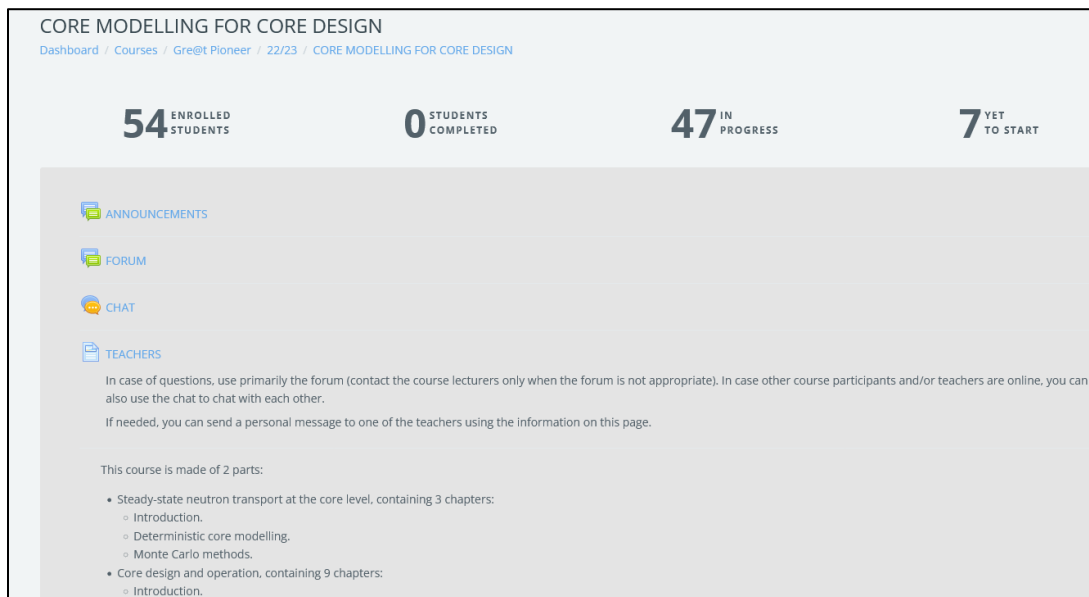 CORE MODELLING FOR CORE DESIGN
Dashboard / Courses / Gre@t Pioneer / 22/23 / CORE MODELLING FOR CORE DESIGN
54 ENROLLED STUDENTS
0 STUDENTS COMPLETED
47 IN PROGRESS
7 YET TO START
ANNOUNCEMENTS
FORUM
CHAT
TEACHERS
In case of questions, use primarily the forum (contact the course lecturers only when the forum is not appropriate). In case other course participants and/or teachers are online, you can
also use the chat to chat with each other.
If needed, you can send a personal message to one of the teachers using the information on this page.
This course is made of 2 parts:
• Steady-state neutron transport at the core level, containing 3 chapters:
◦ Introduction.
◦ Deterministic core modelling.
◦ Monte Carlo methods.
• Core design and operation, containing 9 chapters:
◦ Introduction.